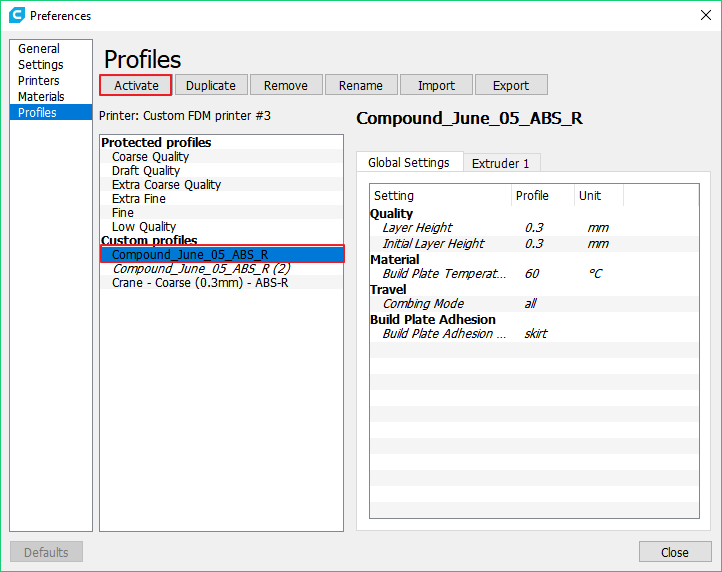 Preferences
General
Settings
Printers
Materials
Profiles
Profiles
Activate Duplicate Remove Rename Import Export
Printer: Custom FDM printer #3
Protected profiles
Coarse Quality
Draft Quality
Extra Coarse Quality
Extra Fine
Fine
Low Quality
Custom profiles
Compound_June_05_ABS_R
Compound_June_05_ABS_R (2)
Crane - Coarse (0.3mm) - ABS-R
Compound_June_05_ABS_R
Global Settings Extruder 1
Setting Profile Unit
Quality
Layer Height 0.3 mm
Initial Layer Height 0.3 mm
Material
Build Plate Temperat... 60 °C
Travel
Combing Mode all
Build Plate Adhesion
Build Plate Adhesion ... skirt
Defaults
Close